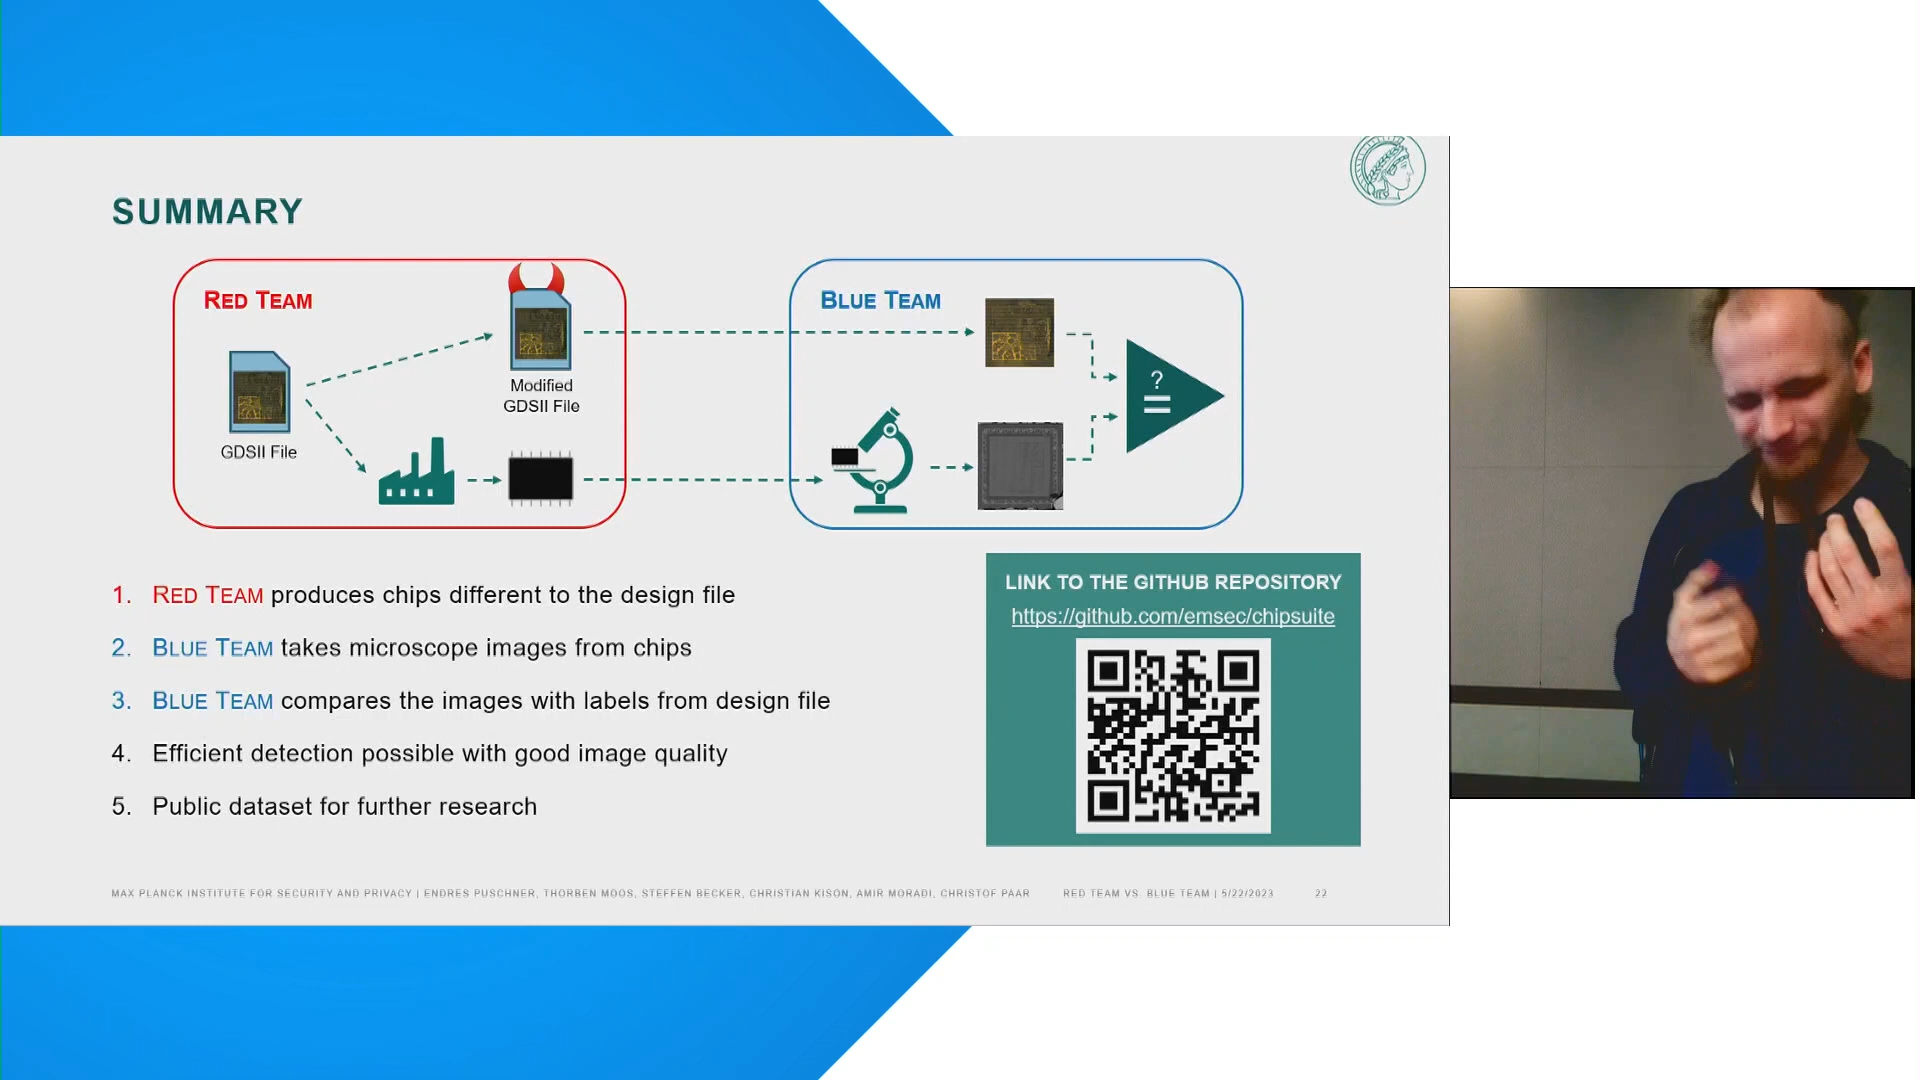 SUMMARY
RED TEAM
GDSII File
Modified
GDSII File
BLUE TEAM
?
=
1. RED TEAM produces chips different to the design file
2. BLUE TEAM takes microscope images from chips
3. BLUE TEAM compares the images with labels from design file
4. Efficient detection possible with good image quality
5. Public dataset for further research
LINK TO THE GITHUB REPOSITORY
https://github.com/emsec/chipsuite
MAX PLANCK INSTITUTE FOR SECURITY AND PRIVACY | ENDRES PUSCHNER, THORBEN MOOS, STEFFEN BECKER, CHRISTIAN KISON, AMIR MORADI, CHRISTOF PAAR RED TEAM VS. BLUE TEAM | 5/22/2023 22